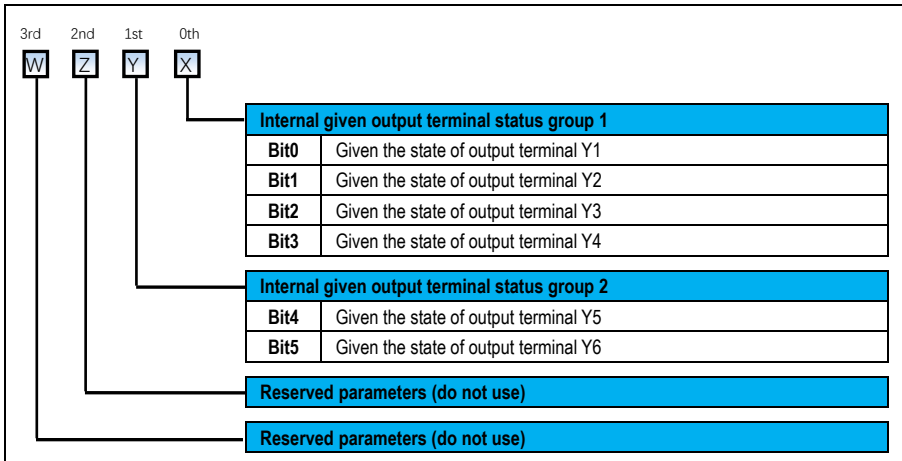 3rd 2nd 1st 0th
W Z Y X
Internal given output terminal status group 1
Bit0 Given the state of output terminal Y1
Bit1 Given the state of output terminal Y2
Bit2 Given the state of output terminal Y3
Bit3 Given the state of output terminal Y4
Internal given output terminal status group 2
Bit4 Given the state of output terminal Y5
Bit5 Given the state of output terminal Y6
Reserved parameters (do not use)
Reserved parameters (do not use)